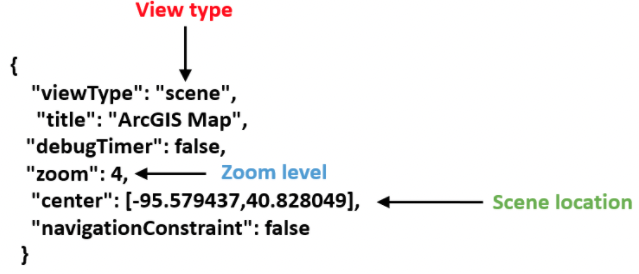 View type
{
"viewType": "scene",
"title": "ArcGIS Map",
"debugTimer": false,
"zoom": 4, Zoom level
"center": [-95.579437,40.828049], Scene location
"navigationConstraint": false
}